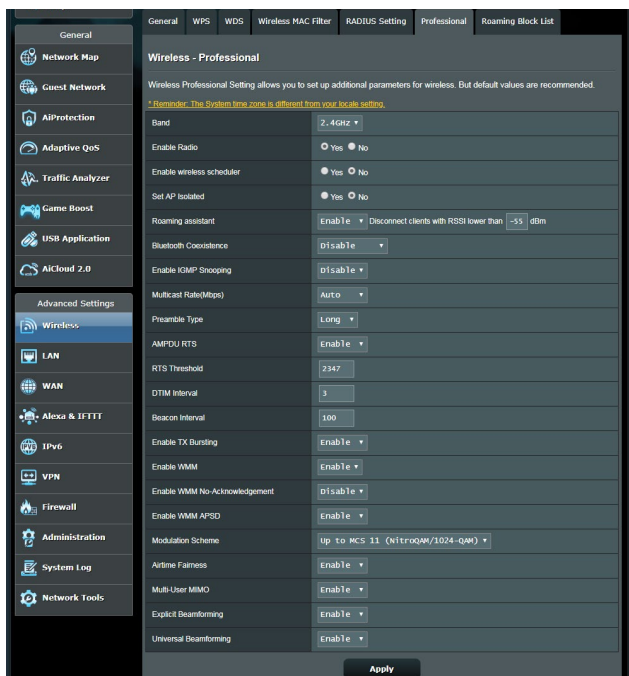 General WPS WDS Wireless MAC Filter RADIUS Setting Professional Roaming Block List
General
Network Map
Guest Network
AiProtection
Adaptive QoS
Traffic Analyzer
Game Boost
USB Application
AiCloud 2.0
Advanced Settings
Wireless
LAN
WAN
Alexa & IFTTT
IPv6
VPN
Firewall
Administration
System Log
Network Tools
Wireless - Professional
Wireless Professional Setting allows you to set up additional parameters for wireless. But default values are recommended.
* Reminder: The System time zone is different from your locale setting.
Band 2.4GHz
Enable Radio Yes No
Enable wireless scheduler Yes No
Set AP Isolated Yes No
Roaming assistant Enable Disconnect clients with RSSI lower than -55 dBm
Bluetooth Coexistence Disable
Enable IGMP Snooping Disable
Multicast Rate(Mbps) Auto
Preamble Type Long
AMPDU RTS Enable
RTS Threshold 2347
DTIM Interval 3
Beacon Interval 100
Enable TX Bursting Enable
Enable WMM Enable
Enable WMM No-Acknowledgement Disable
Enable WMM APSD Enable
Modulation Scheme Up to MCS 11 (NitroQAM/1024-QAM)
Airtime Fairness Enable
Multi-User MIMO Enable
Explicit Beamforming Enable
Universal Beamforming Enable
Apply